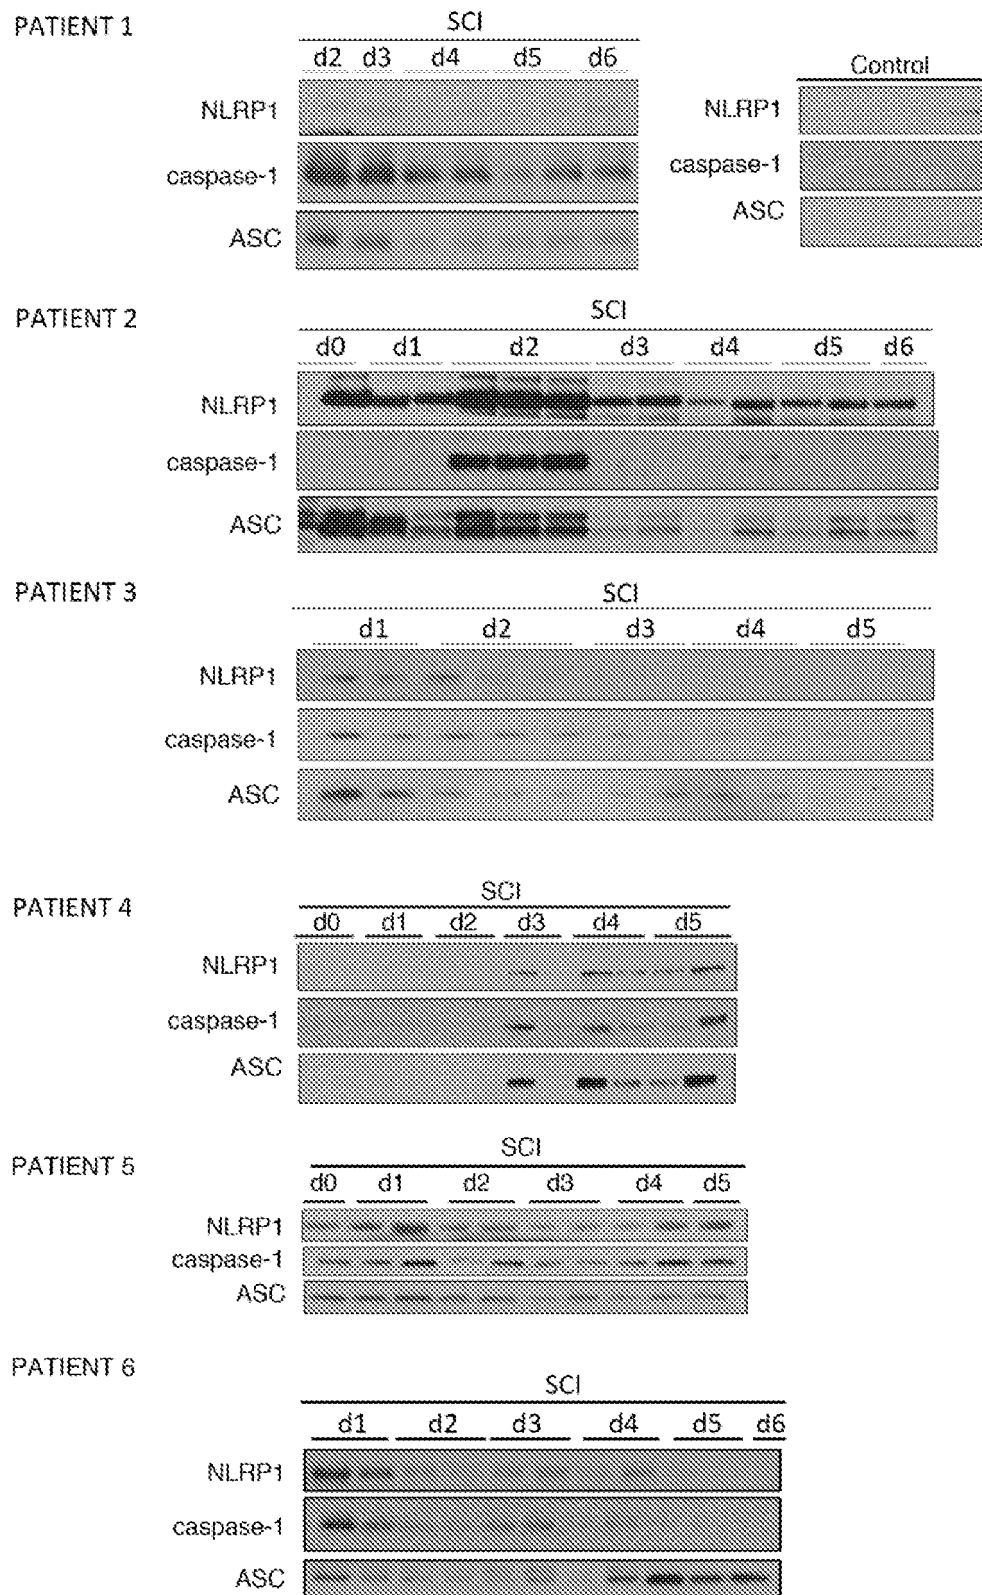 PATIENT 1
SCI
d2 d3 d4 d5 d6
NLRP1
caspase-1
ASC
Control
NLRP1
caspase-1
ASC
PATIENT 2
SCI
d0 d1 d2 d3 d4 d5 d6
NLRP1
caspase-1
ASC
PATIENT 3
SCI
d1 d2 d3 d4 d5
NLRP1
caspase-1
ASC
PATIENT 4
SCI
d0 d1 d2 d3 d4 d5
NLRP1
caspase-1
ASC
PATIENT 5
SCI
d0 d1 d2 d3 d4 d5
NLRP1
caspase-1
ASC
PATIENT 6
SCI
d1 d2 d3 d4 d5 d6
NLRP1
caspase-1
ASC